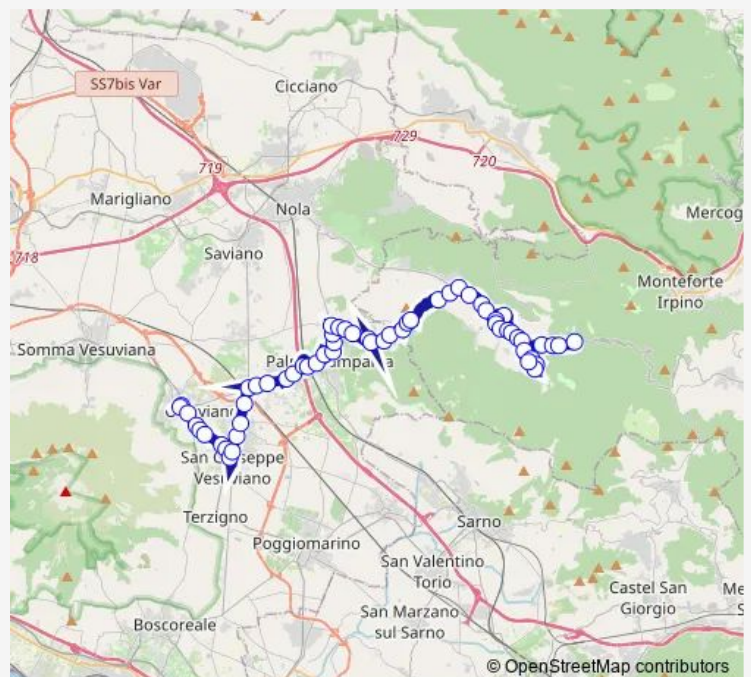 SS7bis Var
Cicciano
729
720
719
Marigliano
Nola
Mercog
Saviano
718
Monteforte
Irpino
Somma Vesuviana
San Giuseppe
Vesuviano
Terzigno
Sarno
Poggiomarino
San Valentino
Torio
Castel San
Giorgio
San Marzano
sul Sarno
Boscoreale
© OpenStreetMap contributors